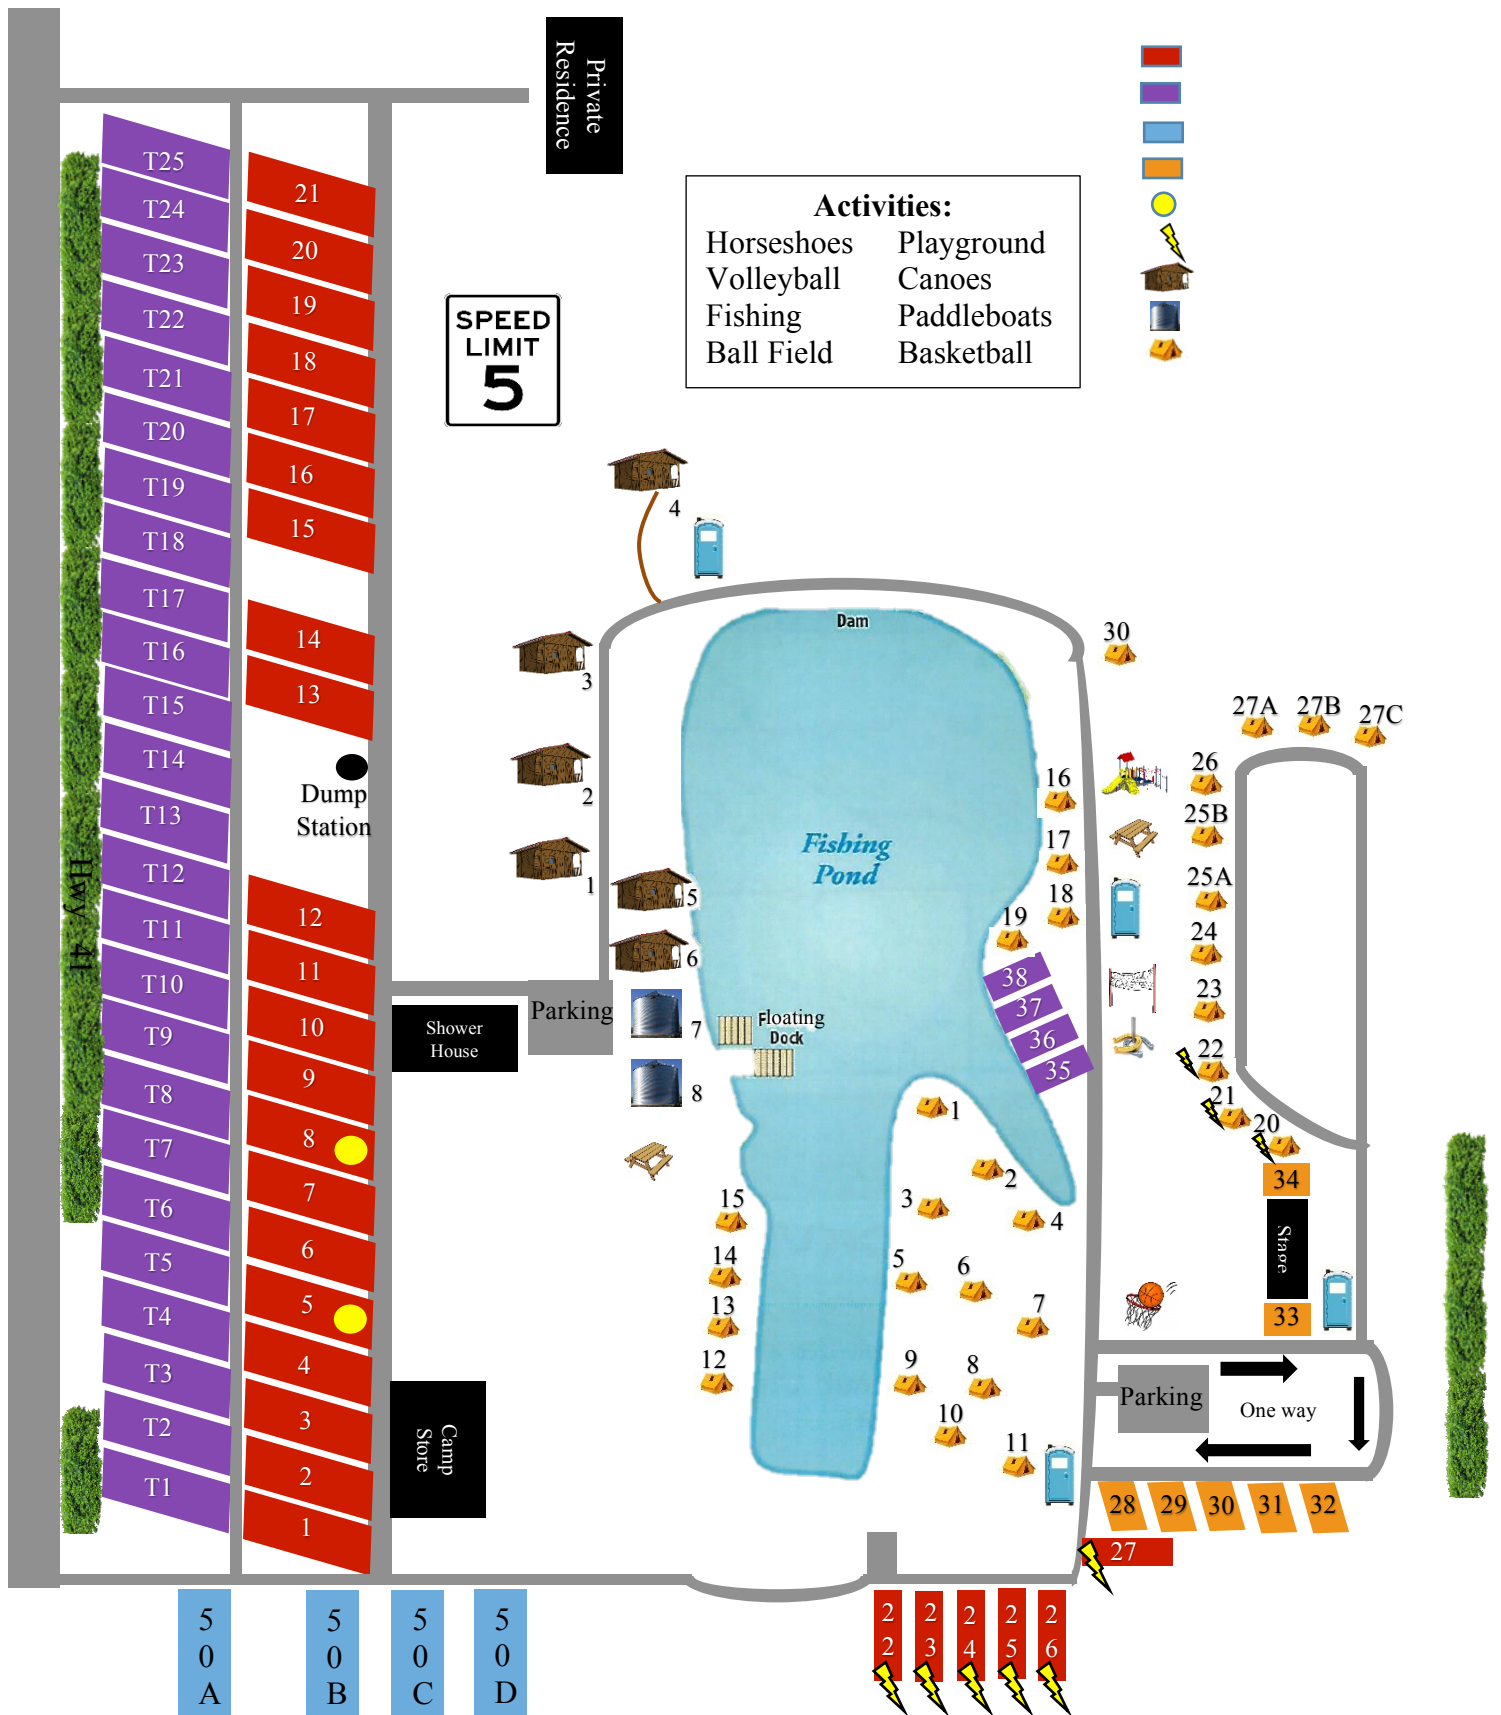 Private
Residence
Activities:
Horseshoes Playground
Volleyball Canoes
Fishing Paddleboats
Ball Field Basketball
SPEED
LIMIT
5
T25
T24
T23
T22
T21
T20
T19
T18
T17
T16
T15
T14
T13
T12
T11
T10
T9
T8
T7
T6
T5
T4
T3
T2
T1
Hwy 41
21
20
19
18
17
16
15
14
13
Dump
Station
12
11
10
9
8
7
6
5
4
3
2
1
4
3
2
1
5
6
7
8
Parking
Shower
House
Camp
Store
Dam
Fishing
Pond
Floating
Dock
30
16
17
18
19
38
37
36
35
1
2
3
4
5
6
7
8
9
10
11
15
14
13
12
27A
27B
27C
26
25B
25A
24
23
22
21
20
34
Stage
33
Parking
One way
28
29
30
31
32
27
50A
50B
50C
50D
22
23
24
25
26